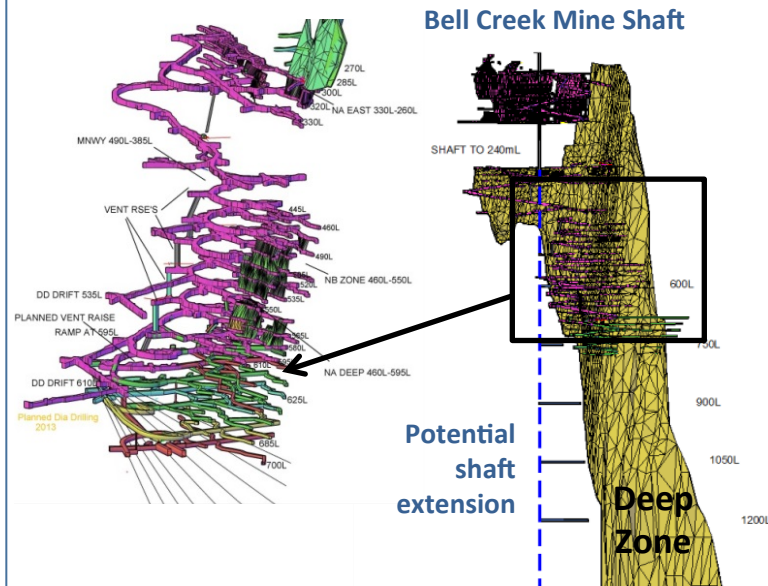 Bell Creek Mine Shaft
270L
285L
300L
320L
NA EAST 330L-260L
330L
MNWY 490L-385L
VENT RSE'S
445L
460L
490L
NB ZONE 460L-550L
535L
550L
DD DRIFT 535L
PLANNED VENT RAISE
RAMP AT 595L
580L
610L
NA DEEP 460L-595L
DD DRIFT 610L
625L
Planned Dia Drilling
2013
685L
700L
SHAFT TO 240mL
600L
750L
900L
1050L
1200L
Potential
shaft
extension
Deep
Zone